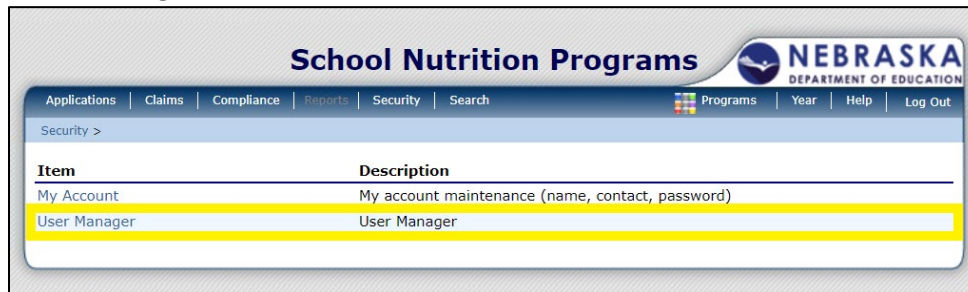 School Nutrition Programs
NEBRASKA
DEPARTMENT OF EDUCATION
Applications | Claims | Compliance | Reports | Security | Search Programs | Year | Help | Log Out
Security >
Item Description
My Account My account maintenance (name, contact, password)
User Manager User Manager